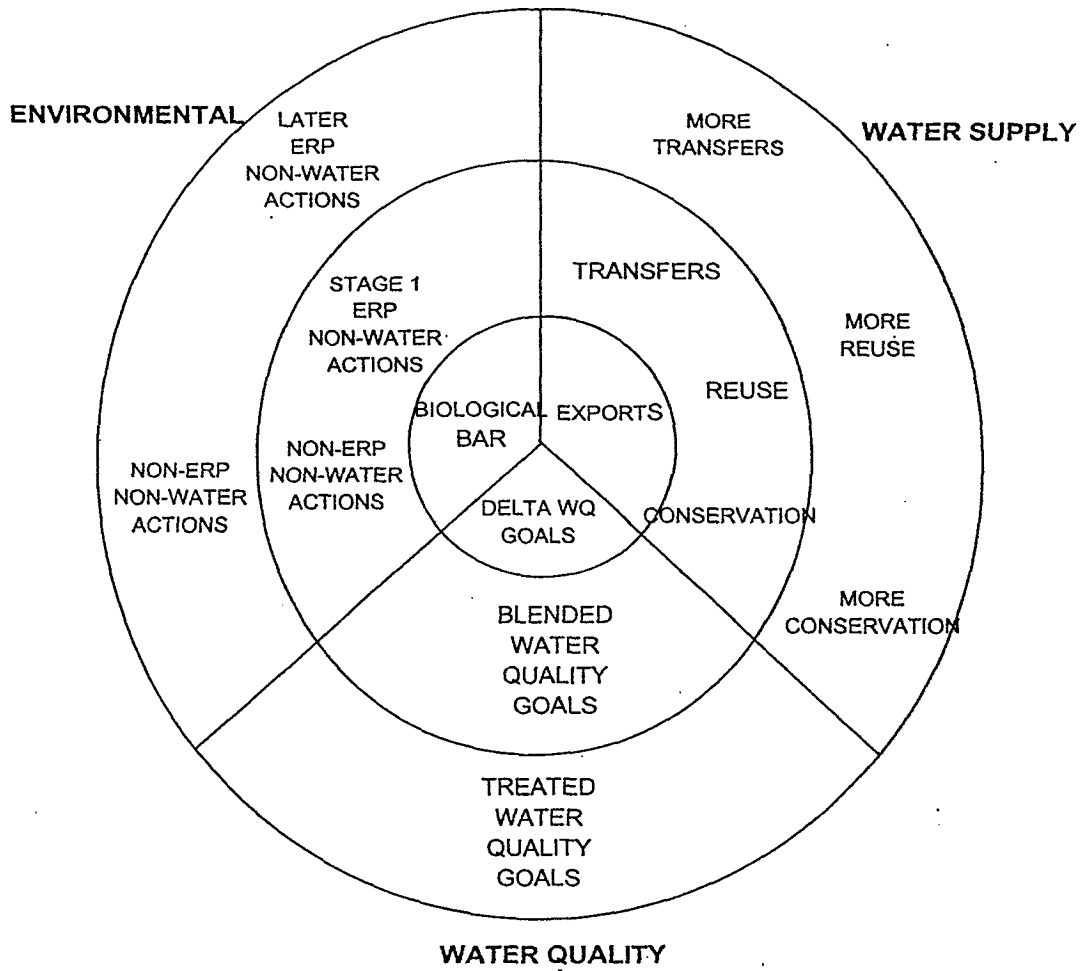 ENVIRONMENTAL
LATER
ERP
NON-WATER
ACTIONS
MORE
TRANSFERS
WATER SUPPLY
STAGE 1
ERP
NON-WATER
ACTIONS
TRANSFERS
MORE
REUSE
REUSE
BIOLOGICAL
BAR
EXPORTS
NON-ERP
NON-WATER
ACTIONS
NON-ERP
NON-WATER
ACTIONS
DELTA WQ
GOALS
CONSERVATION
MORE
CONSERVATION
BLENDED
WATER
QUALITY
GOALS
TREATED
WATER
QUALITY
GOALS
WATER QUALITY